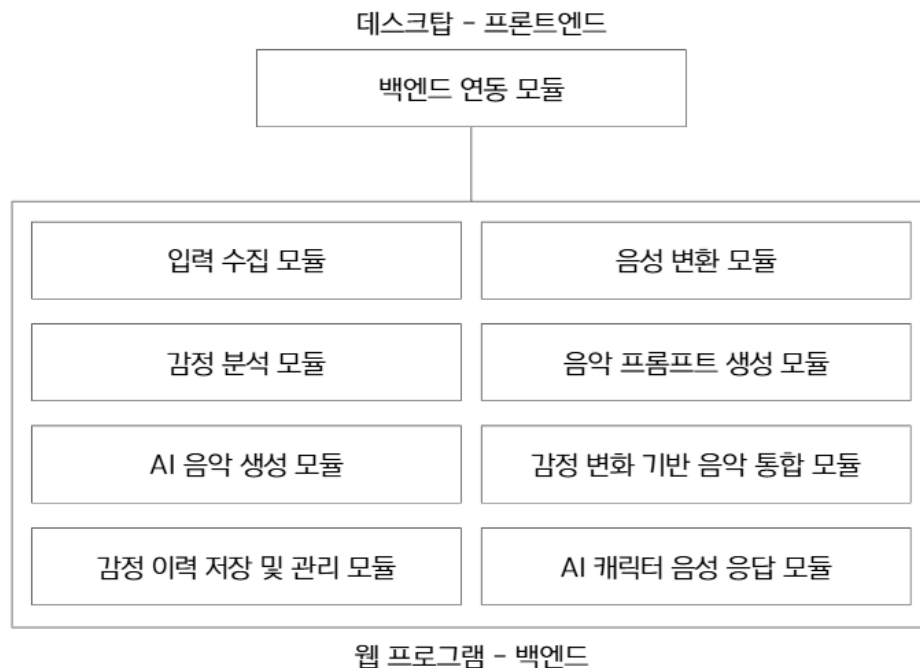 데스크탑 - 프론트엔드
백엔드 연동 모듈
입력 수집 모듈
음성 변환 모듈
감정 분석 모듈
음악 프롬프트 생성 모듈
AI 음악 생성 모듈
감정 변화 기반 음악 통합 모듈
감정 이력 저장 및 관리 모듈
AI 캐릭터 음성 응답 모듈
웹 프로그램 - 백엔드